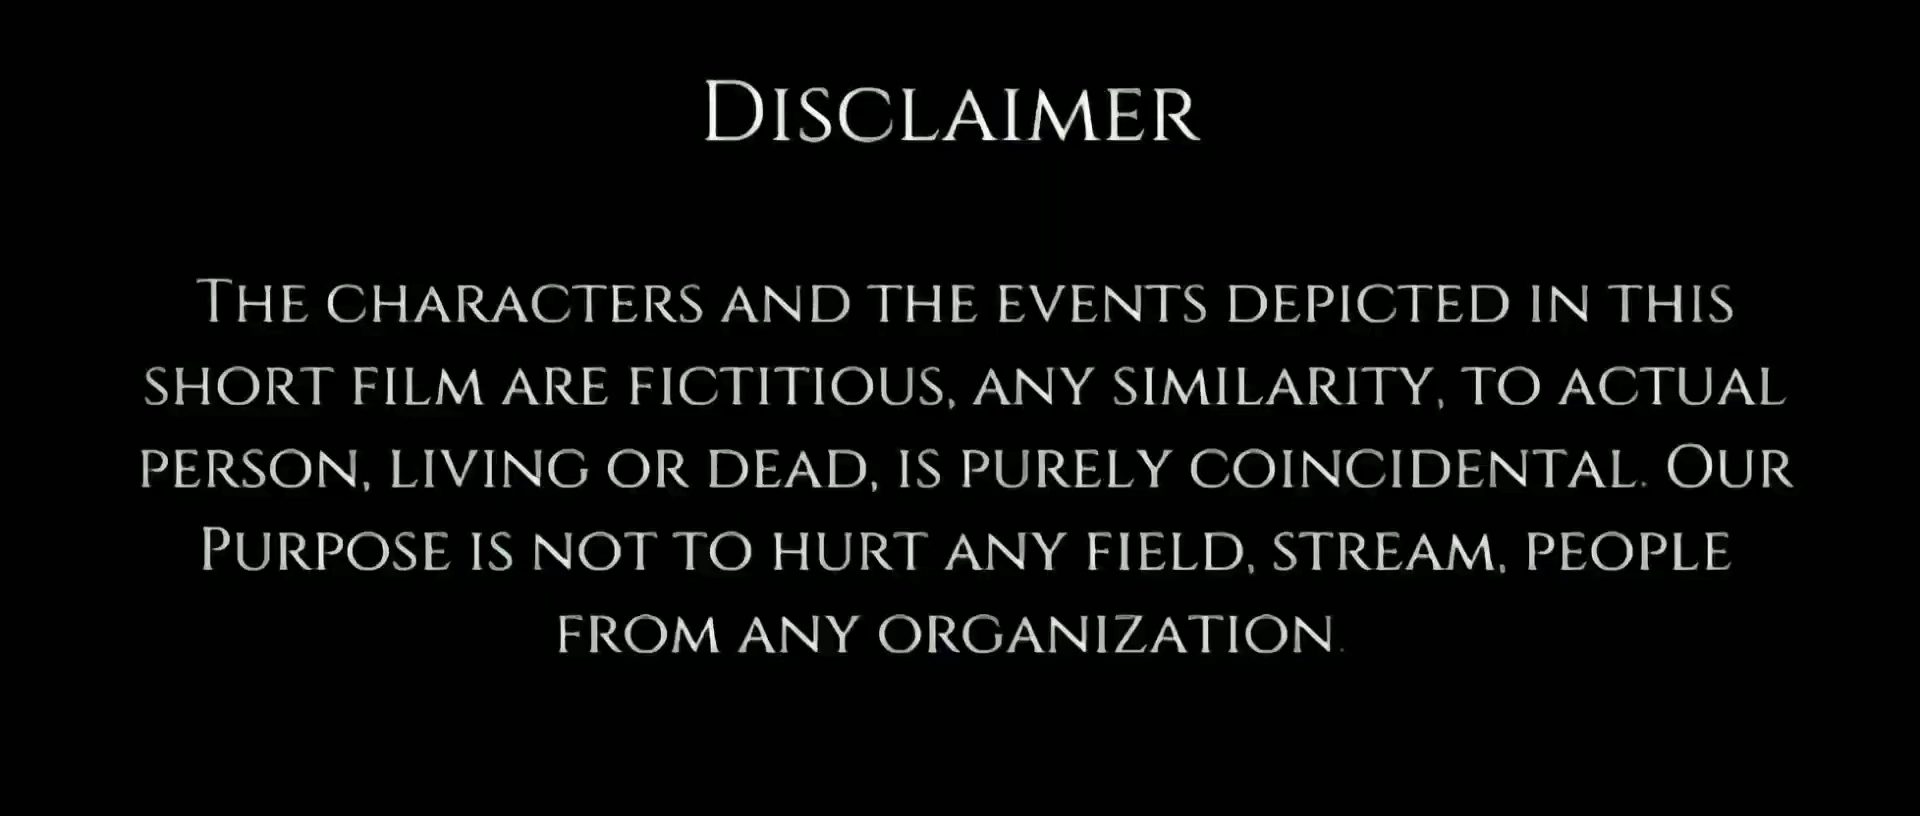 Disclaimer
The characters and the events depicted in this
short film are fictitious, any similarity, to actual
person, living or dead, is purely coincidental. Our
Purpose is not to hurt any field, stream, people
from any organization.